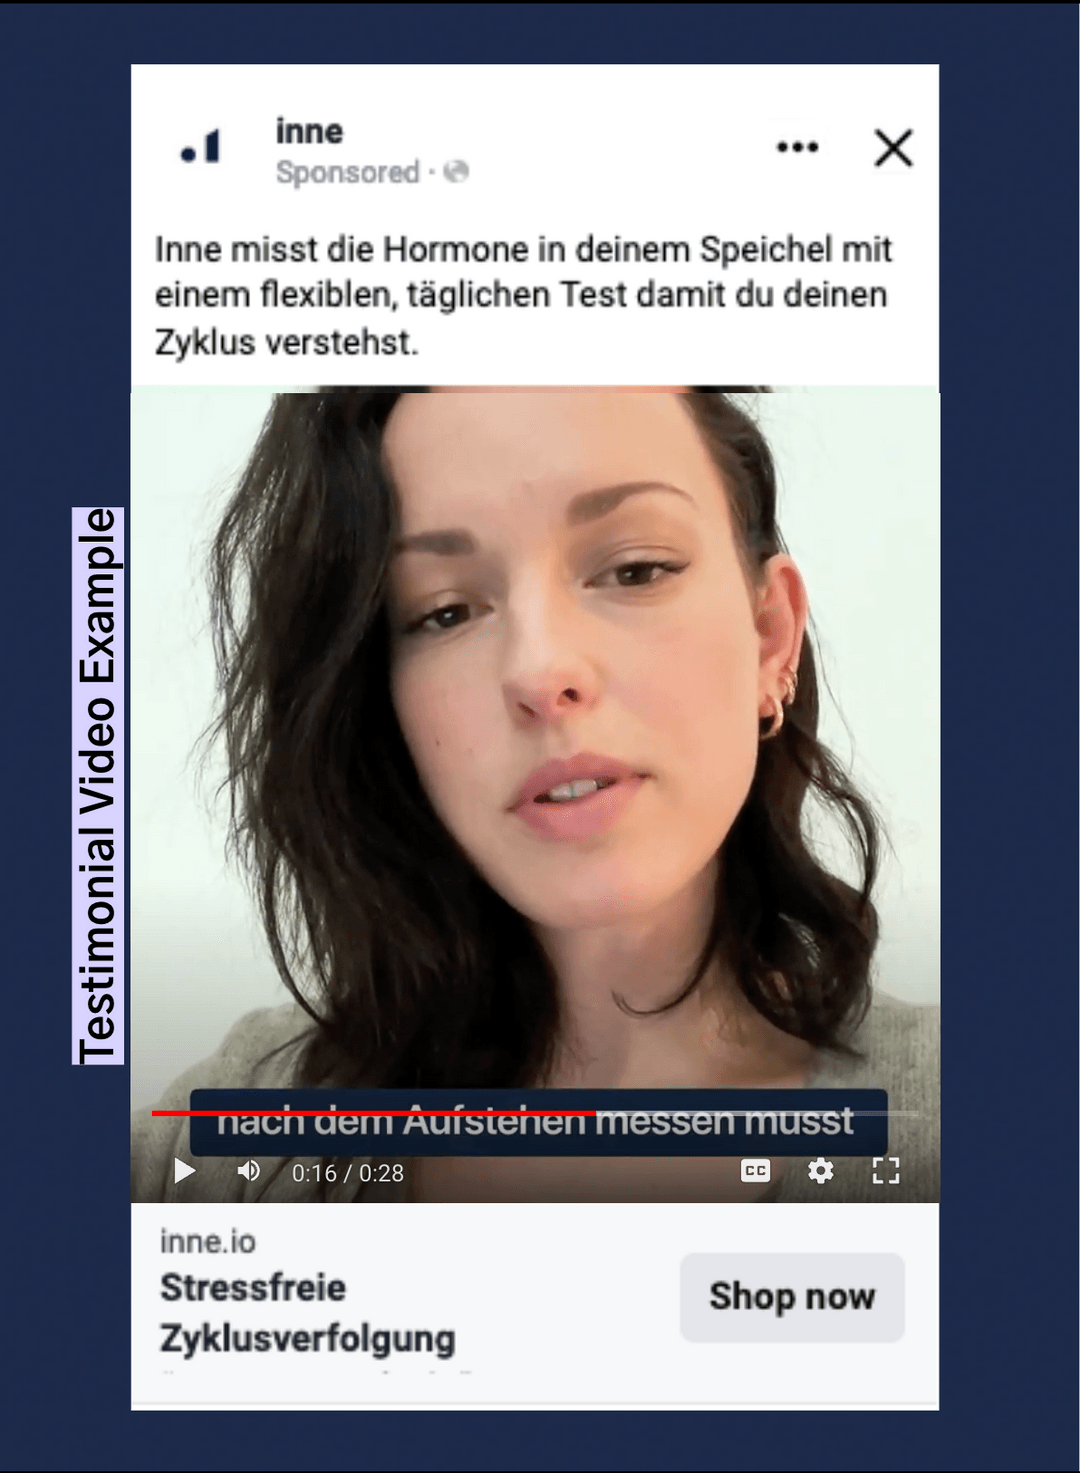 inne
Sponsored ·
Inne misst die Hormone in deinem Speichel mit
einem flexiblen, täglichen Test damit du deinen
Zyklus verstehst.
Testimonial Video Example
nach dem Aufstehen messen musst
0:16 / 0:28
CC
inne.io
Stressfreie
Zyklusverfolgung
Shop now